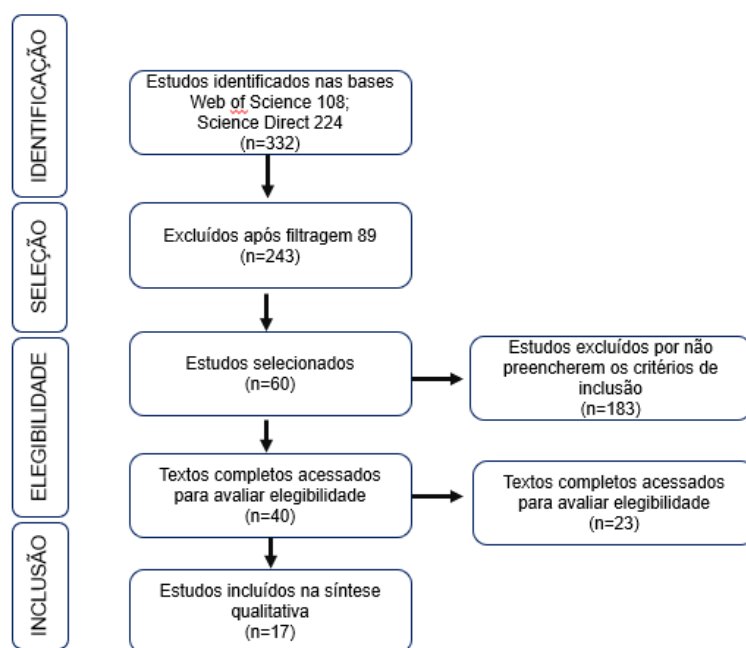 IDENTIFICAÇÃO
Estudos identificados nas bases
Web of Science 108;
Science Direct 224
(n=332)
SELEÇÃO
Excluídos após filtragem 89
(n=243)
ELEGIBILIDADE
Estudos selecionados
(n=60)
Estudos excluídos por não
preencherem os critérios de
inclusão
(n=183)
Textos completos acessados
para avaliar elegibilidade
(n=40)
Textos completos acessados
para avaliar elegibilidade
(n=23)
INCLUSÃO
Estudos incluídos na síntese
qualitativa
(n=17)